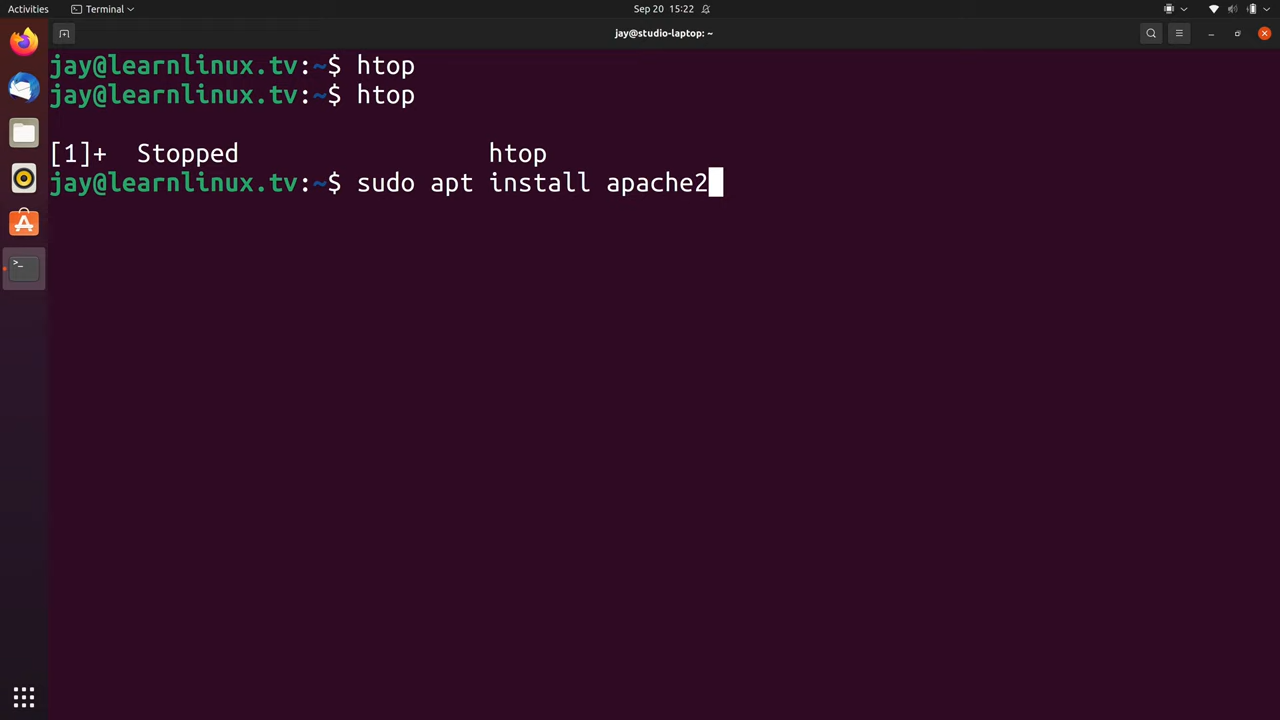 Activities Terminal Sep 20 15:22
jay@studio-laptop: ~
jay@learnlinux.tv:~$ htop
jay@learnlinux.tv:~$ htop
[1]+  Stopped                 htop
jay@learnlinux.tv:~$ sudo apt install apache2